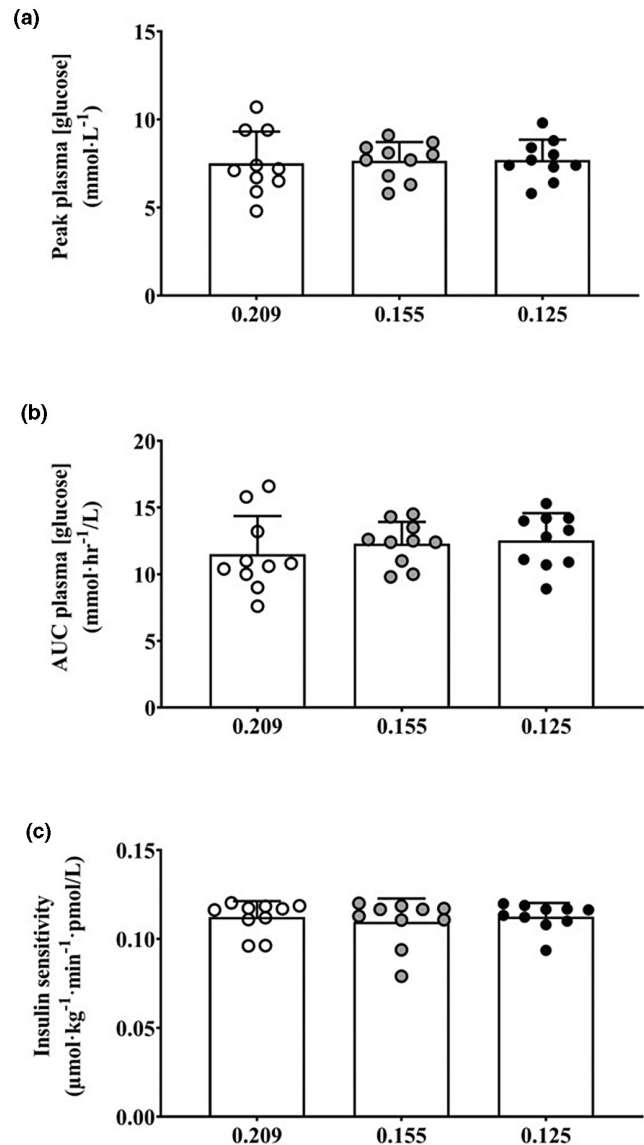 (a)
Peak plasma [glucose]
(mmol·L⁻¹)
15
10
5
0
0.209 0.155 0.125
(b)
AUC plasma [glucose]
(mmol·hr⁻¹/L)
20
15
10
5
0
0.209 0.155 0.125
(c)
Insulin sensitivity
(μmol·kg⁻¹·min⁻¹·pmol/L)
0.15
0.10
0.05
0.00
0.209 0.155 0.125